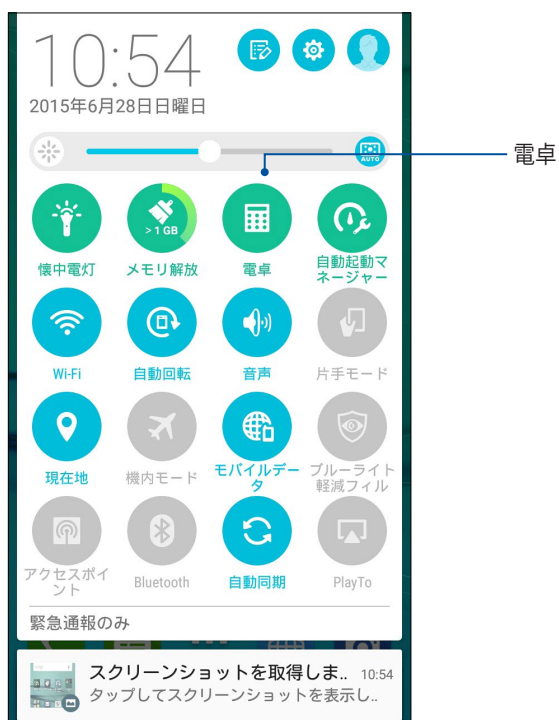 10:54
2015年6月28日日曜日
AUTO
電卓
> 1 GB
懐中電灯
メモリ解放
電卓
自動起動マ
ネージャー
Wi-Fi
自動回転
音声
片手モード
現在地
機内モード
モバイルデー
タ
ブルーライト
軽減フィル
アクセスポイ
ント
Bluetooth
自動同期
PlayTo
緊急通報のみ
スクリーンショットを取得しま.. 10:54
タップしてスクリーンショットを表示し..